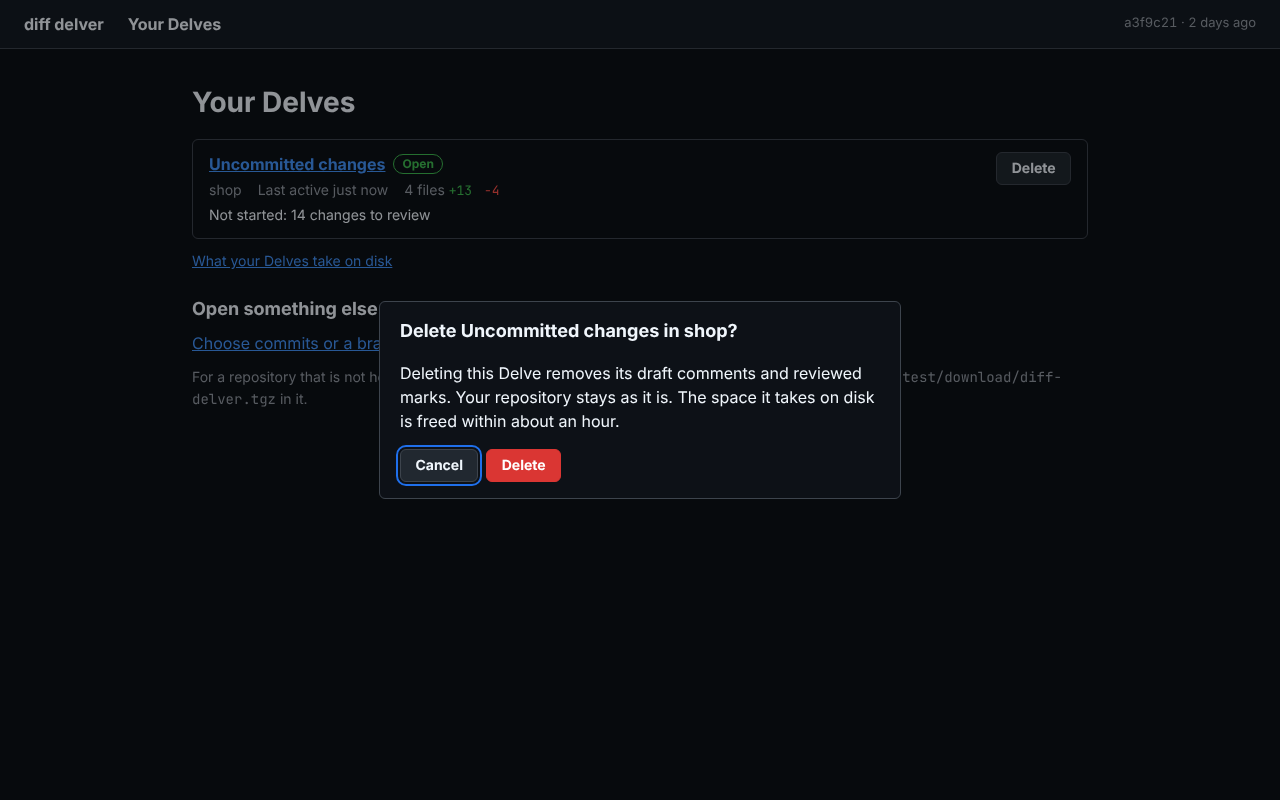 diff delver Your Delves a3f9c21 · 2 days ago
Your Delves
Uncommitted changes Open Delete
shop Last active just now 4 files +13 -4
Not started: 14 changes to review
What your Delves take on disk
Open something else
Choose commits or a
For a repository that is not
test/download/diff-
delver.tgz in it.
Delete Uncommitted changes in shop?
Deleting this Delve removes its draft comments and reviewed
marks. Your repository stays as it is. The space it takes on disk
is freed within about an hour.
Cancel Delete